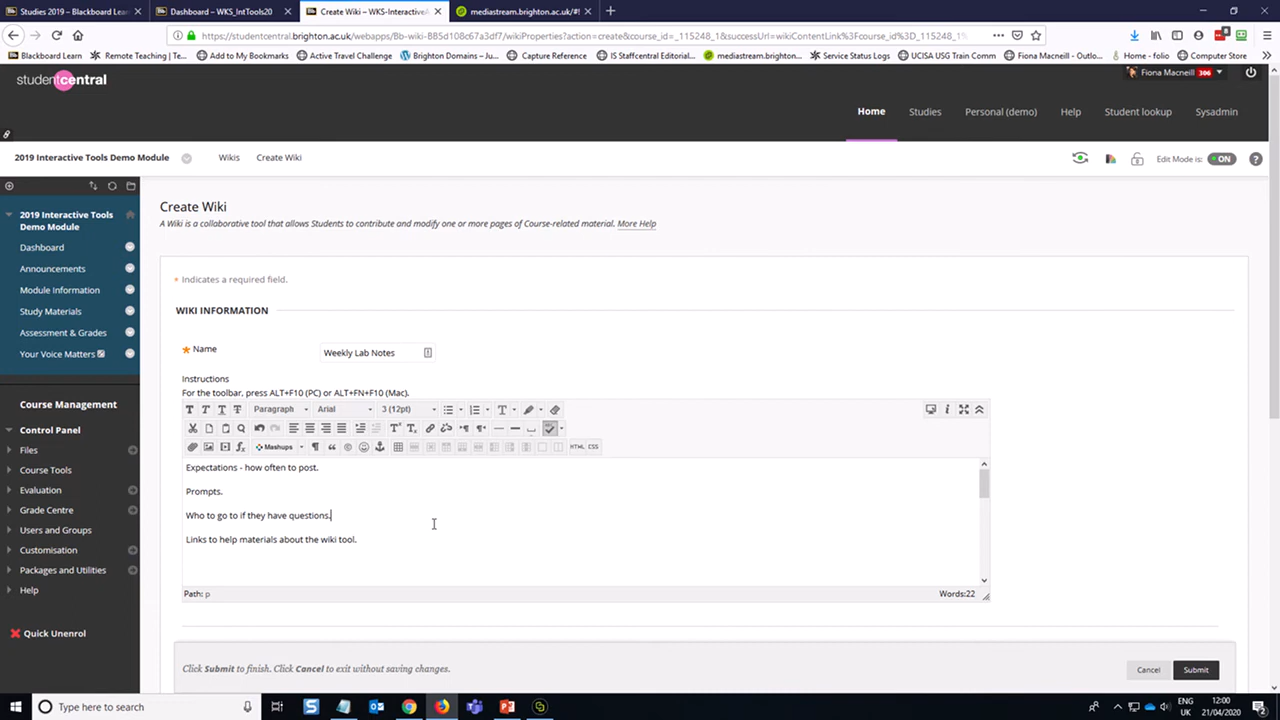 Studies 2019 – Blackboard Lear
Dashboard – WKS_IntTools20
Create Wiki – WKS-InteractiveA
mediastream.brighton.ac.uk/#!
https://studentcentral.brighton.ac.uk/webapps/Bb-wiki-BB5d108c67a3df7/wikiProperties?action=create&course_id=_115248_1&successUrl=wikiContentLink%3Fcourse_id%3D_115248_1%
Blackboard Learn
Remote Teaching | Te...
Add to My Bookmarks
Active Travel Challenge
Brighton Domains – Ju...
Capture Reference
IS Staffcentral Editorial...
mediastream.brighton...
Service Status Logs
UCISA USG Train Comm
Fiona Macneill – Outlo...
Home - folio
Computer Store
studentcentral
Fiona Macneill 306
Home
Studies
Personal (demo)
Help
Student lookup
Sysadmin
2019 Interactive Tools Demo Module
Wikis
Create Wiki
Edit Mode is:
ON
2019 Interactive Tools Demo Module
Dashboard
Announcements
Module Information
Study Materials
Assessment & Grades
Your Voice Matters
Course Management
Control Panel
Files
Course Tools
Evaluation
Grade Centre
Users and Groups
Customisation
Packages and Utilities
Help
Quick Unenrol
Create Wiki
A Wiki is a collaborative tool that allows Students to contribute and modify one or more pages of Course-related material. More Help
Indicates a required field.
WIKI INFORMATION
Name
Weekly Lab Notes
Instructions
For the toolbar, press ALT+F10 (PC) or ALT+FN+F10 (Mac).
T T T T Paragraph Arial 3 (12pt) T
Mashups
HTML CSS
Expectations - how often to post.
Prompts.
Who to go to if they have questions.
Links to help materials about the wiki tool.
Path: p
Words:22
Click Submit to finish. Click Cancel to exit without saving changes.
Cancel
Submit
Type here to search
ENG
UK
12:00
21/04/2020
2